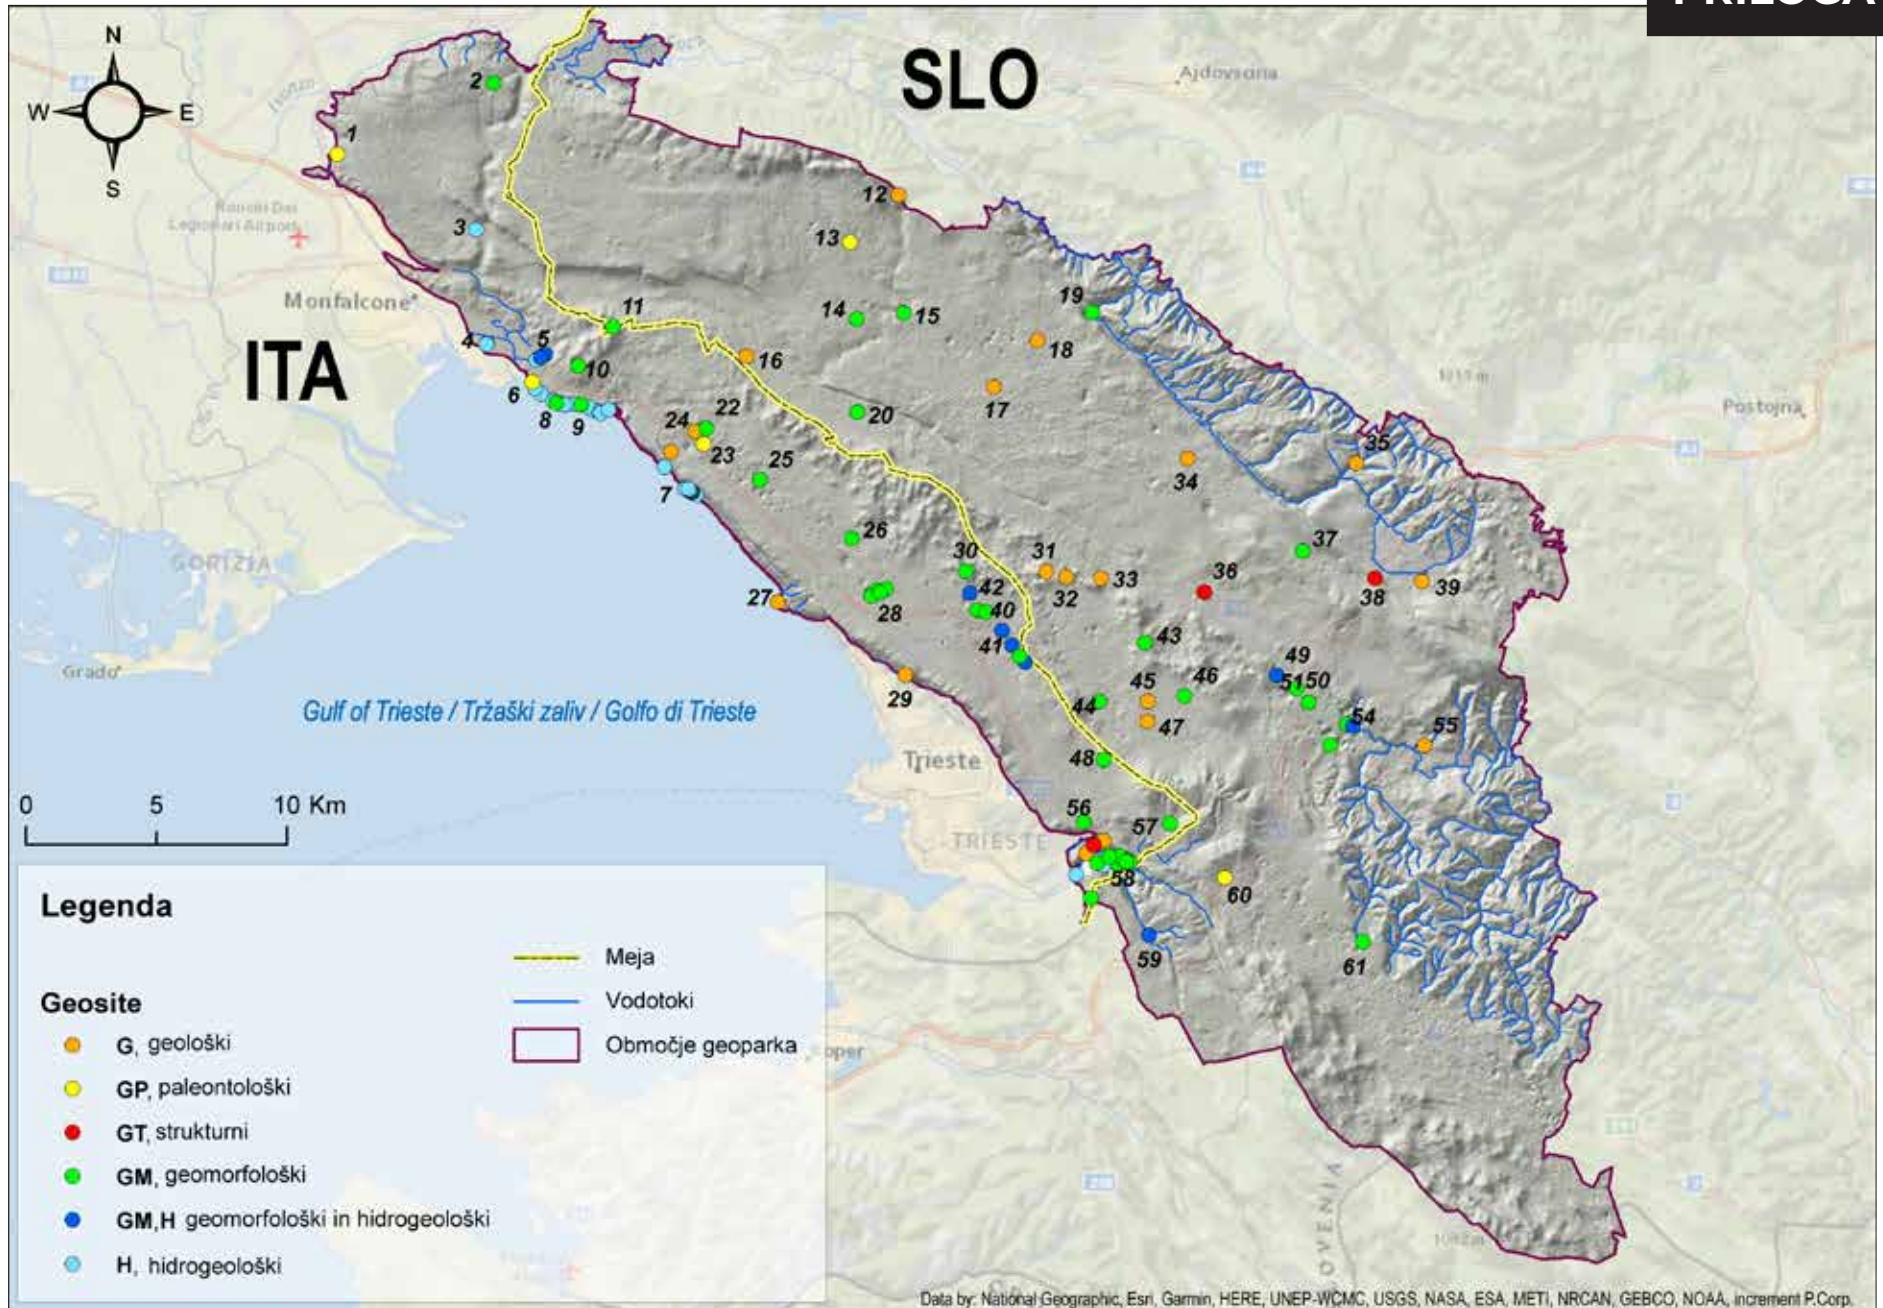 PRILOGA
N
W E
S
SLO
ITA
Ajdovscina
Isonzo
Ronchi Dei
Legionari Airport
Monfalcone
GORIZIA
Grado
Postojna
Trieste
TRIESTE
Gulf of Trieste / Tržaški zaliv / Golfo di Trieste
1
2
3
4
5
6
7
8
9
10
11
12
13
14
15
16
17
18
19
20
22
23
24
25
26
27
28
29
30
31
32
33
34
35
36
37
38
39
40
41
42
43
44
45
46
47
48
49
50
51
54
55
56
57
58
59
60
61
0 5 10 Km
Legenda
Geosite
G, geološki
GP, paleontološki
GT, strukturni
GM, geomorfološki
GM,H geomorfološki in hidrogeološki
H, hidrogeološki
Meja
Vodotoki
Območje geoparka
Data by: National Geographic, Esri, Garmin, HERE, UNEP-WCMC, USGS, NASA, ESA, METI, NRCAN, GEBCO, NOAA, increment P.Corp.